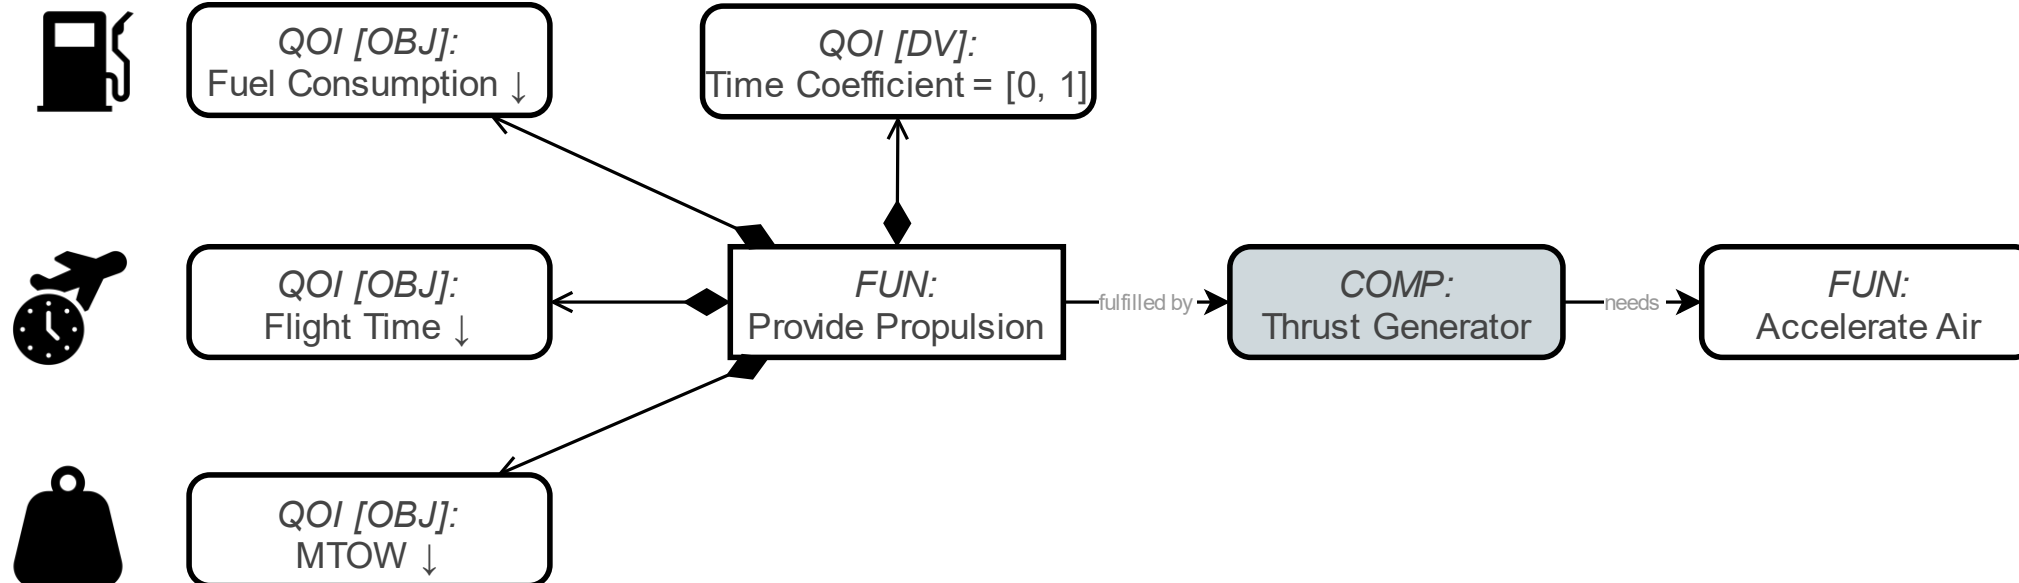 QOI [OBJ]:
Fuel Consumption ↓
QOI [DV]:
Time Coefficient = [0, 1]
QOI [OBJ]:
Flight Time ↓
FUN:
Provide Propulsion
fulfilled by
COMP:
Thrust Generator
needs
FUN:
Accelerate Air
QOI [OBJ]:
MTOW ↓